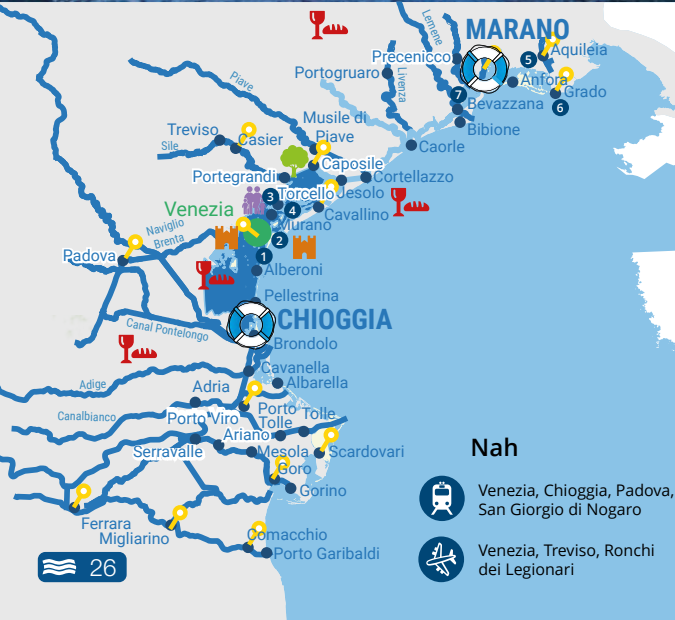 MARANO
Lemene
Precenicco
Aquileia
5
Portogruaro
Livenza
Anfora
Grado
7
Bevazzana
6
Piave
Bibione
Musile di
Piave
Treviso
Casier
Sile
Caorle
Caposile
Portegrandi
Cortellazzo
3
Torcello
Jesolo
4
Cavallino
Venezia
Murano
Naviglio
Brenta
2
Padova
1
Alberoni
Pellestrina
CHIOGGIA
Canal Pontelongo
Brondolo
Cavanella
Adige
Adria
Albarella
Canalbianco
Porto Viro
Porto
Tolle
Tolle
Ariano
Serravalle
Mesola
Scardovari
Goro
Gorino
Ferrara
Migliarino
Comacchio
Porto Garibaldi
26
Nah
Venezia, Chioggia, Padova,
San Giorgio di Nogaro
Venezia, Treviso, Ronchi
dei Legionari